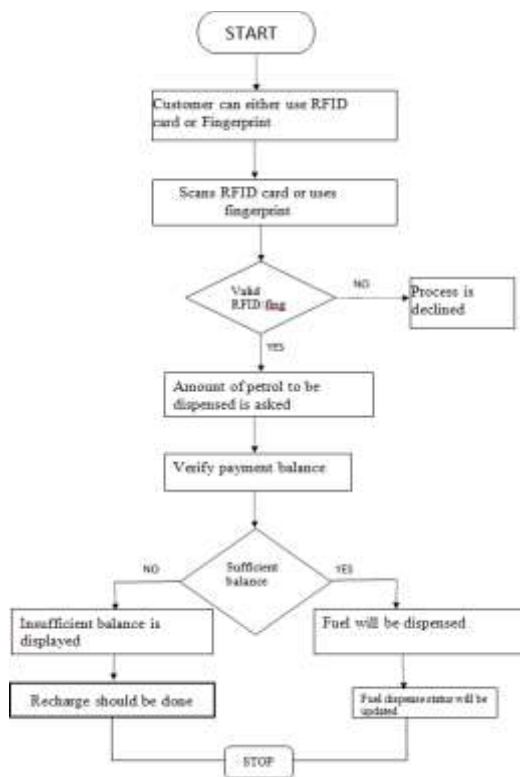 START
Customer can either use RFID
card or Fingerprint
Scans RFID card or uses
fingerprint
Valid
RFID/fing
NO
Process is
declined
YES
Amount of petrol to be
dispensed is asked
Verify payment balance
NO
Sufficient
balance
YES
Insufficient balance is
displayed
Fuel will be dispensed
Recharge should be done
Fuel dispense status will be
updated
STOP